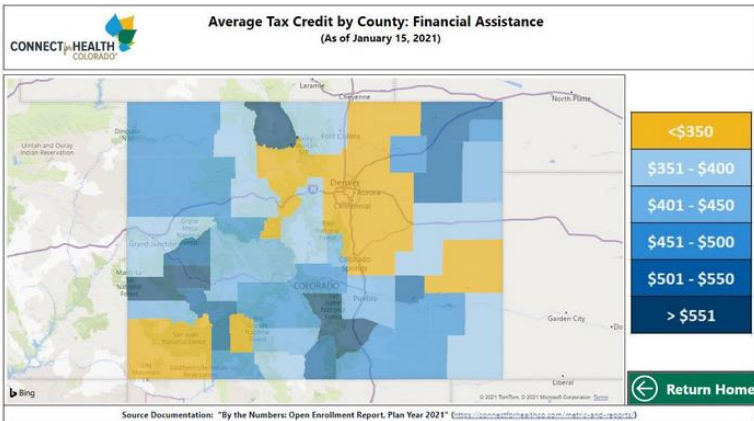 CONNECT for HEALTH
COLORADO
Average Tax Credit by County: Financial Assistance
(As of January 15, 2021)
Laramie
Cheyenne
North Platte
Uintah and Ouray
Indian Reservation
Fort Collins
Denver
Aurora
Centennial
Grand Junction
Colorado
Springs
COLORADO
Pueblo
Garden City
Liberal
<$350
$351 - $400
$401 - $450
$451 - $500
$501 - $550
> $551
Return Home
Bing
© 2021 TomTom, © 2021 Microsoft Corporation Terms
Source Documentation: "By the Numbers: Open Enrollment Report, Plan Year 2021" (https://connectforhealthco.com/metric-and-reports/)